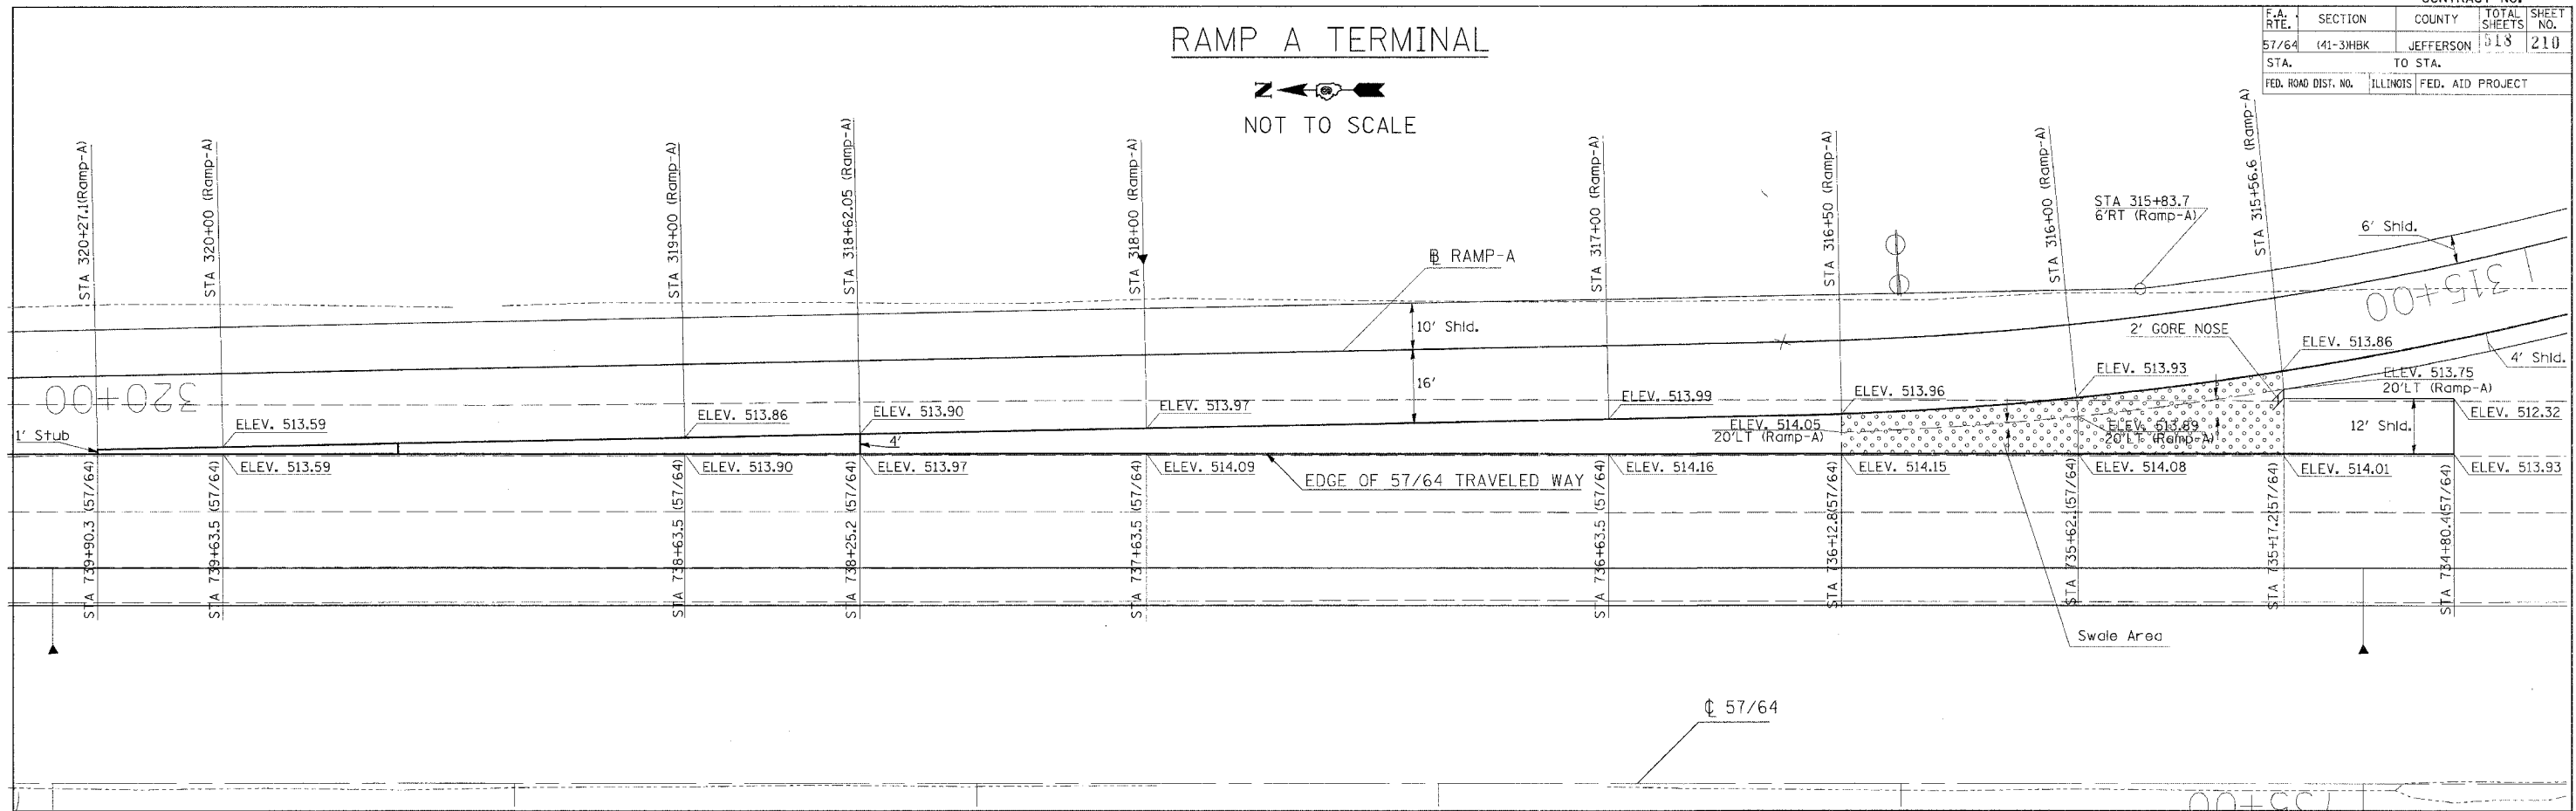 CONTRACT NO.
F.A. RTE. SECTION COUNTY TOTAL SHEETS SHEET NO.
57/64 (41-3)HBK JEFFERSON 518 210
STA. TO STA.
FED. ROAD DIST. NO. ILLINOIS FED. AID PROJECT
RAMP A TERMINAL
N
NOT TO SCALE
STA 320+27.1(Ramp-A)
STA 320+00 (Ramp-A)
STA 319+00 (Ramp-A)
STA 318+62.05 (Ramp-A)
STA 318+00 (Ramp-A)
STA 317+00 (Ramp-A)
STA 316+50 (Ramp-A)
STA 316+00 (Ramp-A)
STA 315+56.6 (Ramp-A)
STA 315+83.7
6'RT (Ramp-A)
6' Shld.
℄ RAMP-A
315+00
10' Shld.
2' GORE NOSE
16'
ELEV. 513.86
4' Shld.
320+00
ELEV. 513.93
ELEV. 513.75
20'LT (Ramp-A)
1' Stub
ELEV. 513.59
ELEV. 513.86
ELEV. 513.90
4'
ELEV. 513.97
ELEV. 513.99
ELEV. 513.96
ELEV. 514.05
20'LT (Ramp-A)
ELEV. 513.89
20'LT (Ramp-A)
12' Shld.
ELEV. 512.32
ELEV. 513.59
ELEV. 513.90
ELEV. 513.97
ELEV. 514.09
EDGE OF 57/64 TRAVELED WAY
ELEV. 514.16
ELEV. 514.15
ELEV. 514.08
ELEV. 514.01
ELEV. 513.93
STA 739+90.3 (57/64)
STA 739+63.5 (57/64)
STA 738+63.5 (57/64)
STA 738+25.2 (57/64)
STA 737+63.5 (57/64)
STA 736+63.5 (57/64)
STA 736+12.8(57/64)
STA 735+62.1(57/64)
STA 735+17.2(57/64)
STA 734+80.4(57/64)
Swale Area
℄ 57/64
735+00